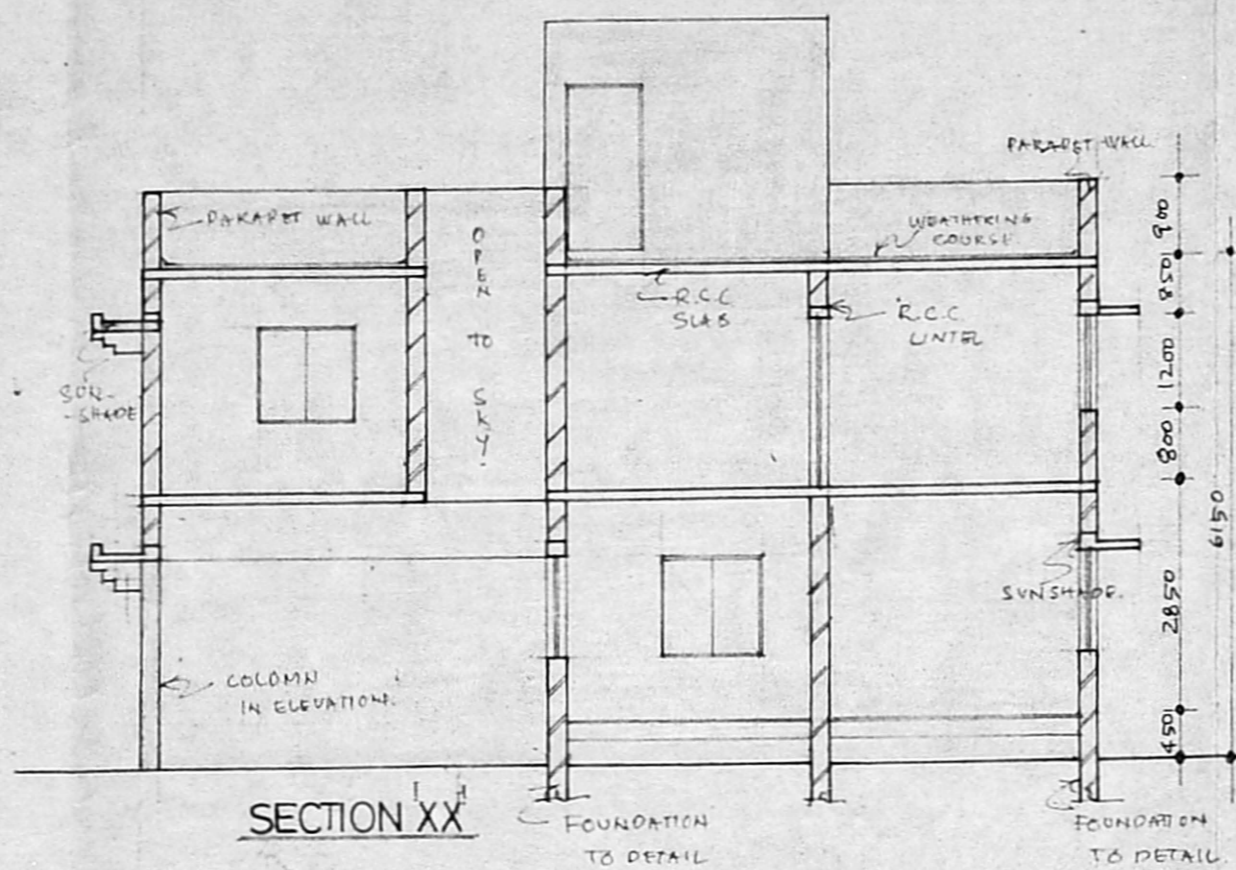 PARAPET WALL
PARAPET WALL
900
WEATHERING
COURSE.
OPEN TO SKY.
R.C.C
SLAB
R.C.C.
LINTEL
850
1200
SUN-
-SHADE
800
6150
SUNSHADE.
2850
COLOMN
IN ELEVATION.
450
SECTION XX
FOUNDATION
TO DETAIL
FOUNDATION
TO DETAIL.